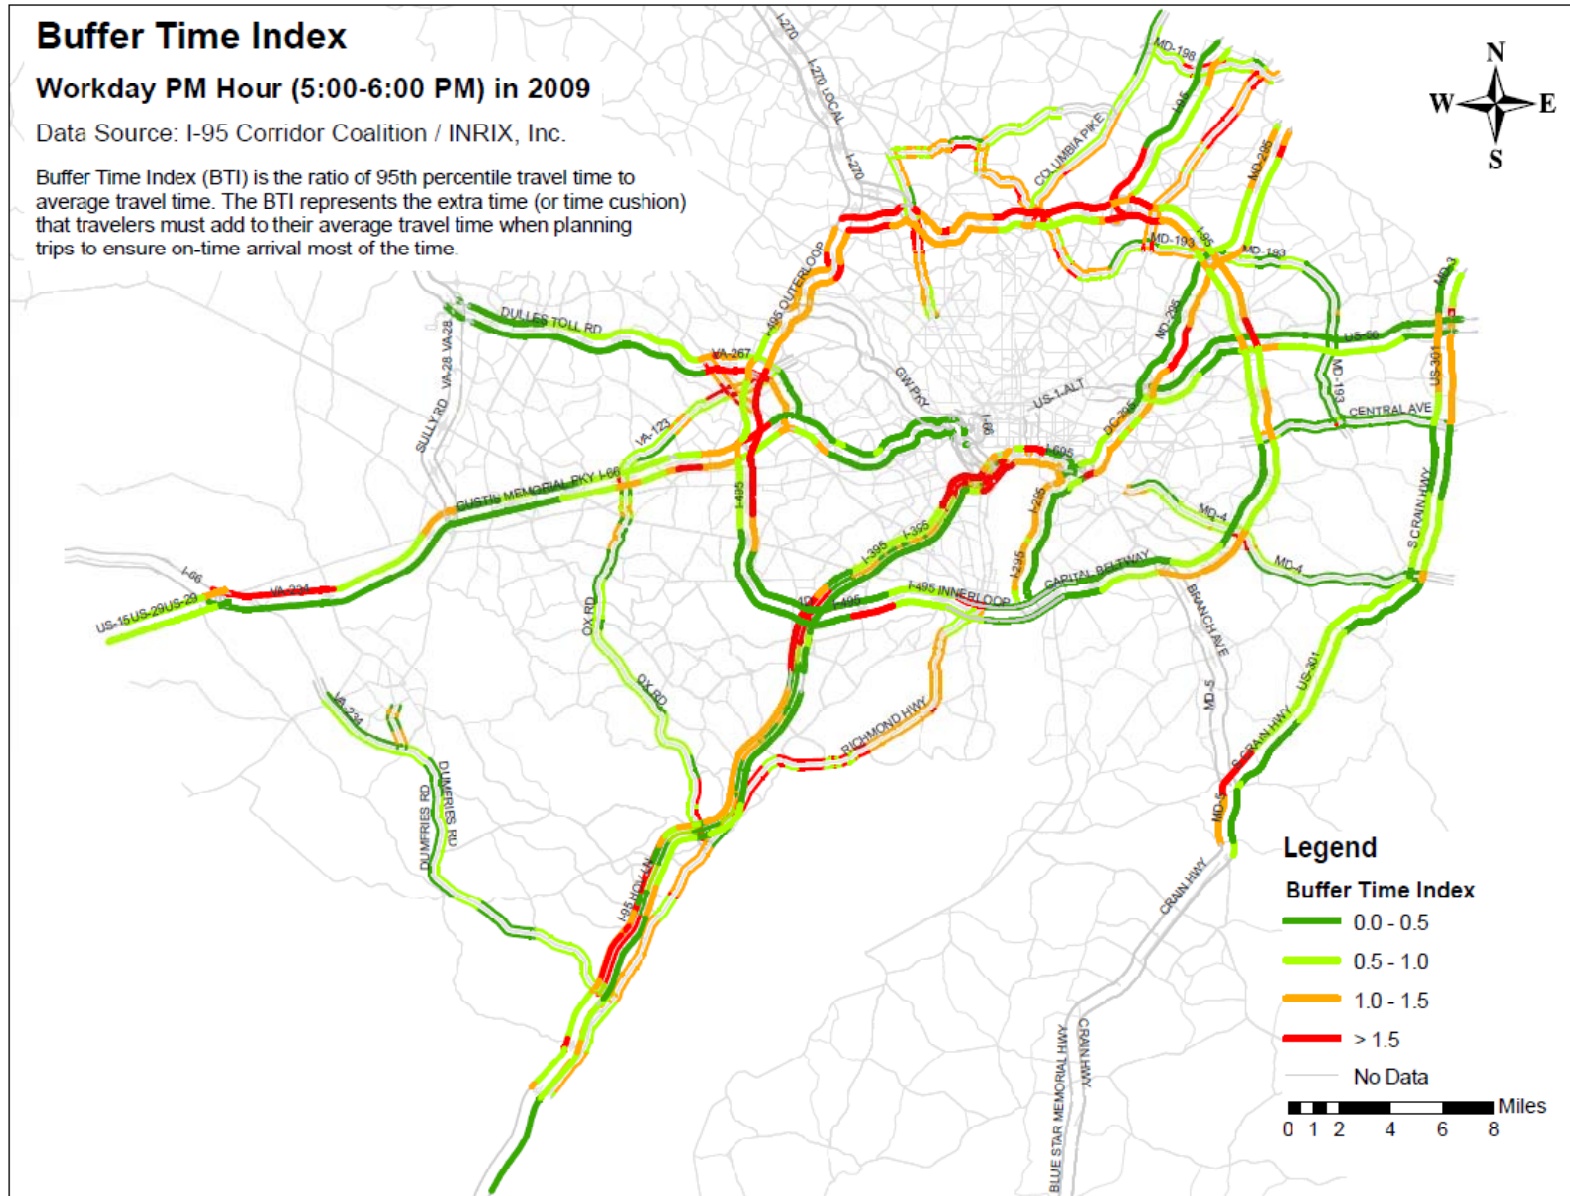 Buffer Time Index
Workday PM Hour (5:00-6:00 PM) in 2009
Data Source: I-95 Corridor Coalition / INRIX, Inc.
Buffer Time Index (BTI) is the ratio of 95th percentile travel time to
average travel time. The BTI represents the extra time (or time cushion)
that travelers must add to their average travel time when planning
trips to ensure on-time arrival most of the time.
N
W
E
S
I-270
I-270 LOCAL
I-270
MD-198
I-95
COLUMBIA PIKE
MD-295
I-495 OUTERLOOP
MD-193
I-95
MD-193
MD-3
DULLES TOLL RD
VA-28
VA-28
VA-267
MD-295
US-50
US-301
GW PKY
US-1-ALT
MD-193
CENTRAL AVE
I-66
DC-295
SULLY RD
VA-123
I-695
GUSTIL MEMORIAL PKY I-66
I-495
I-295
MD-4
S CRAIN HWY
I-395
I-395
I-295
CAPITAL BELTWAY
MD-4
I-66
VA-234
US-15
US-29
US-29
I-495
I-495 INNERLOOP
BRANCH AVE
OX RD
OX RD
US-301
MD-5
VA-234
RICHMOND HWY
S CRAIN HWY
DUMFRIES RD
DUMFRIES RD
MD-5
I-95 HOV LN
CRAIN HWY
BLUE STAR MEMORIAL HWY
CRAIN HWY
Legend
Buffer Time Index
0.0 - 0.5
0.5 - 1.0
1.0 - 1.5
> 1.5
No Data
Miles
0 1 2 4 6 8